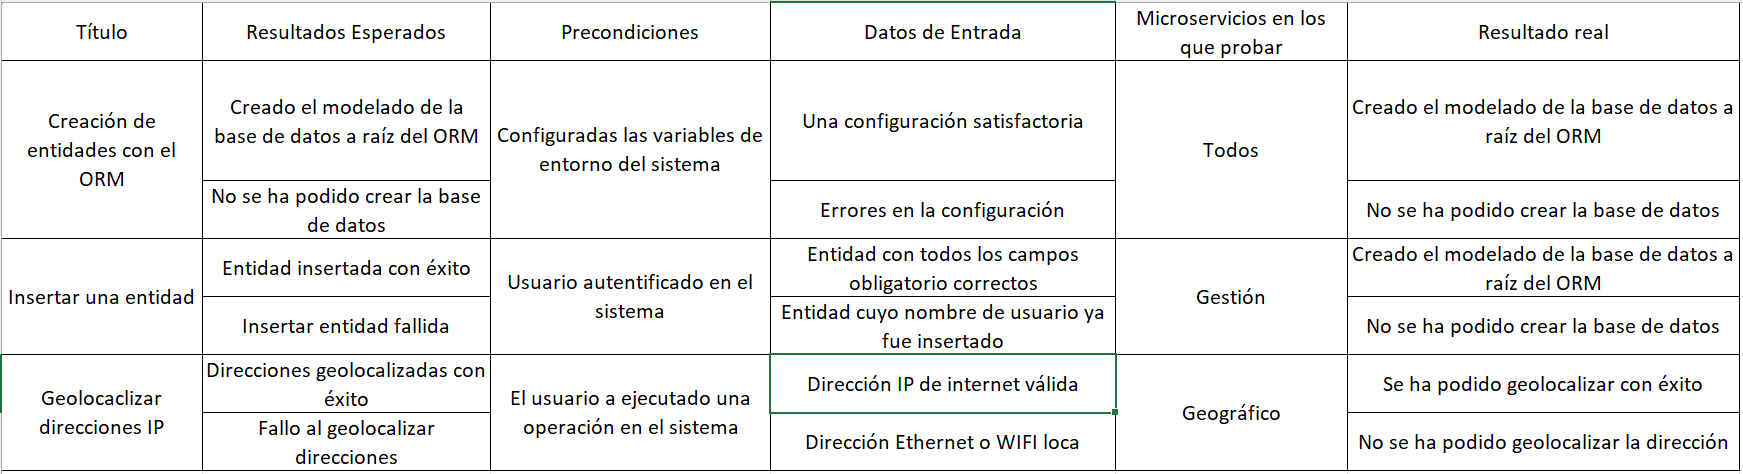 Título
Resultados Esperados
Precondiciones
Datos de Entrada
Microservicios en los
que probar
Resultado real
Creación de
entidades con el
ORM
Creado el modelado de la
base de datos a raíz del ORM
Configuradas las variables de
entorno del sistema
Una configuración satisfactoria
Todos
Creado el modelado de la base de datos a
raíz del ORM
No se ha podido crear la base
de datos
Errores en la configuración
No se ha podido crear la base de datos
Insertar una entidad
Entidad insertada con éxito
Usuario autentificado en el
sistema
Entidad con todos los campos
obligatorio correctos
Gestión
Creado el modelado de la base de datos a
raíz del ORM
Insertar entidad fallida
Entidad cuyo nombre de usuario ya
fue insertado
No se ha podido crear la base de datos
Geolocaclizar
direcciones IP
Direcciones geolocalizadas con
éxito
El usuario a ejecutado una
operación en el sistema
Dirección IP de internet válida
Geográfico
Se ha podido geolocalizar con éxito
Fallo al geolocalizar
direcciones
Dirección Ethernet o WIFI loca
No se ha podido geolocalizar la dirección